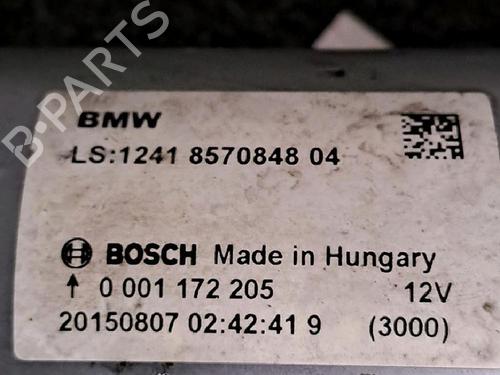 B-PARTS
BMW
LS:1241 8570848 04
BOSCH Made in Hungary
0 001 172 205 12V
20150807 02:42:41 9 (3000)